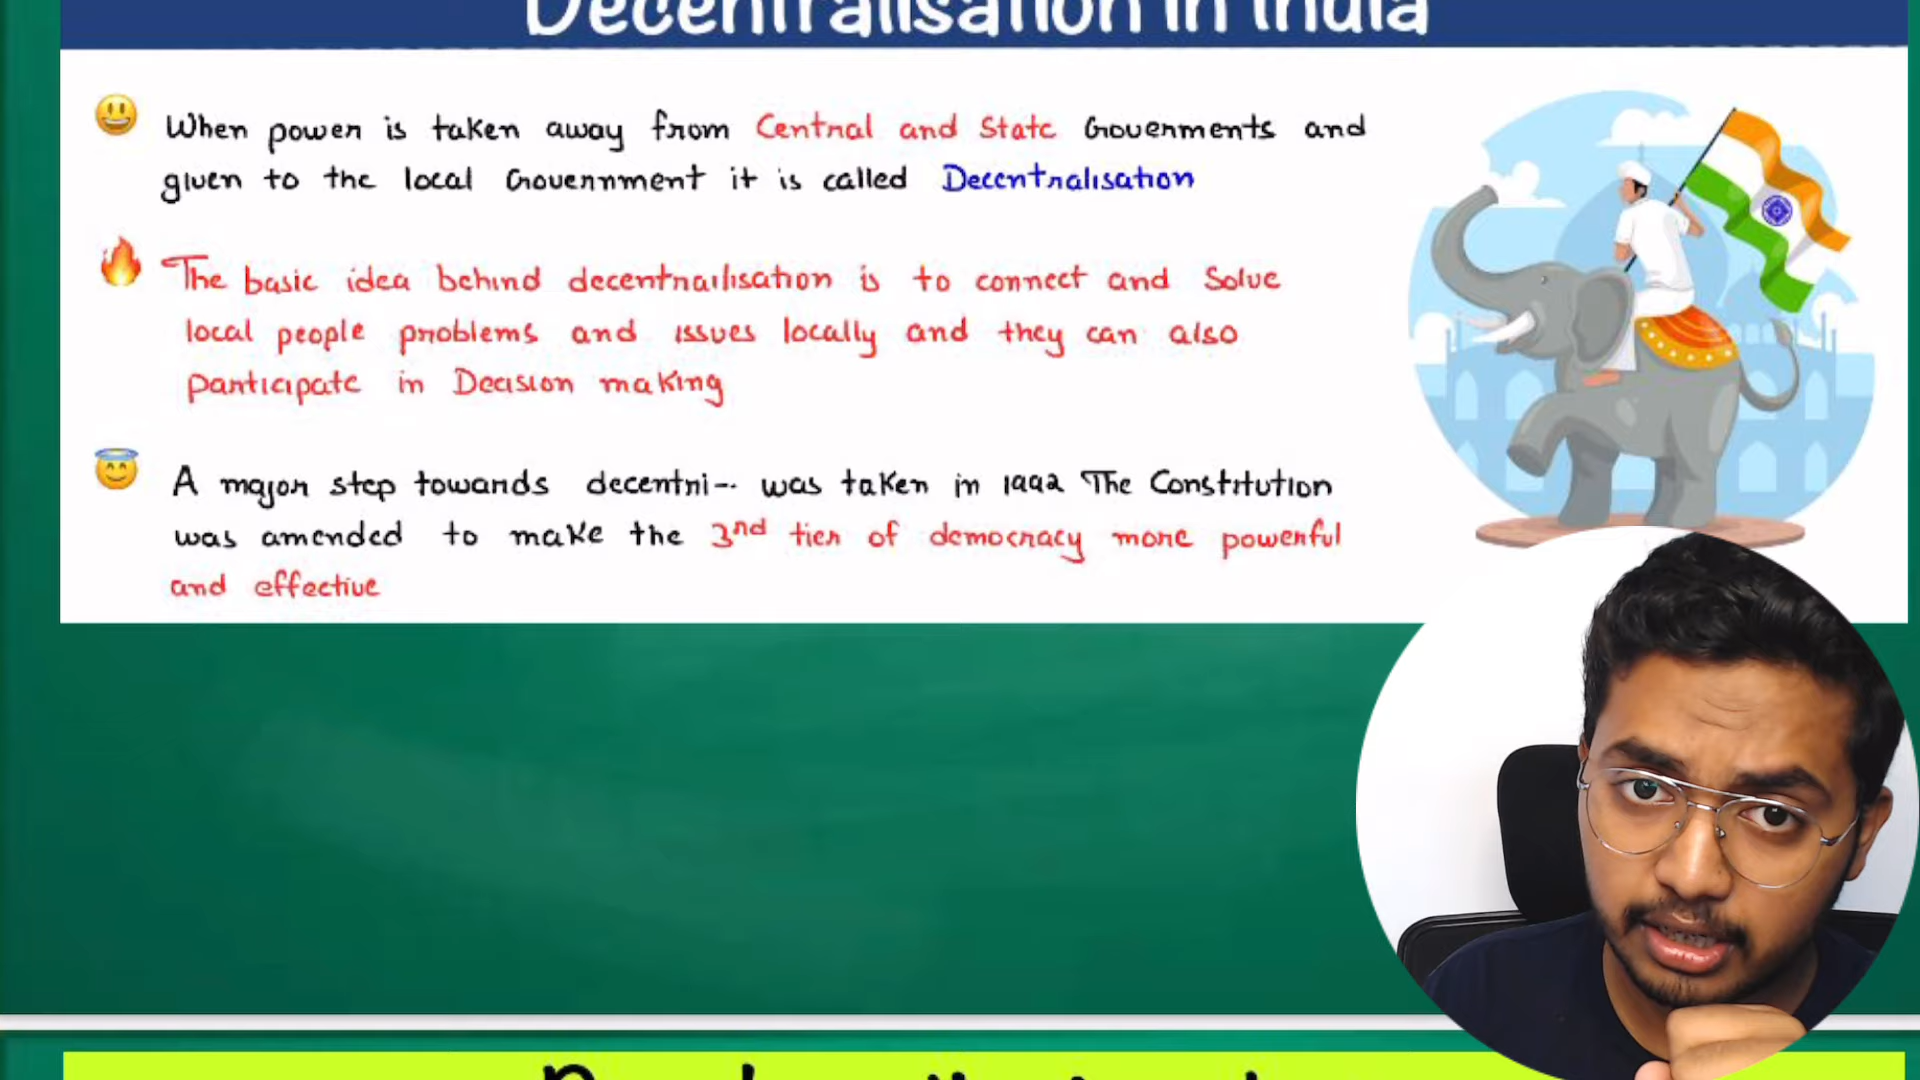 Decentralisation in India
When power is taken away from Central and State Governments and
given to the local Government it is called Decentralisation
The basic idea behind decentrailisation is to connect and Solve
local people problems and issues locally and they can also
participate in Decision making
A major step towards decentri-- was taken in 1992 The Constitution
was amended to make the 3nd tier of democracy more powerful
and effective